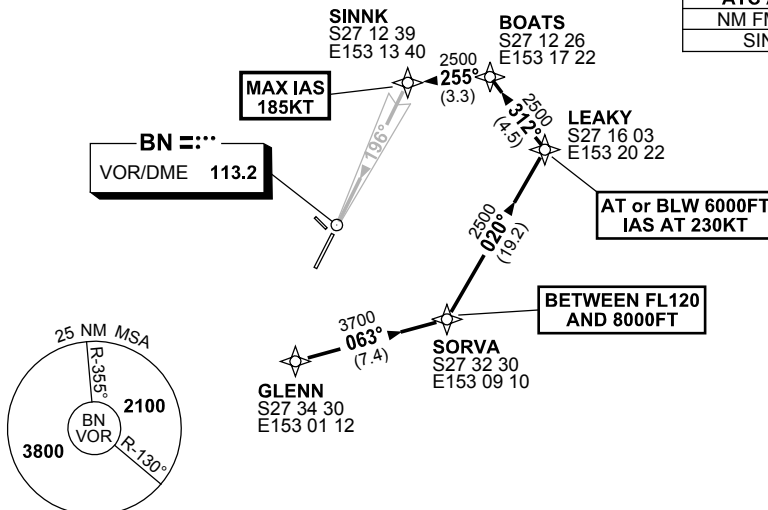 SINNK
S27 12 39
E153 13 40
BOATS
S27 12 26
E153 17 22
NM FM
SIN
MAX IAS
185KT
2500
255°
(3.3)
2500
312°
(4.5)
LEAKY
S27 16 03
E153 20 22
196°
BN
VOR/DME 113.2
AT or BLW 6000FT
IAS AT 230KT
2500
020°
(19.2)
BETWEEN FL120
AND 8000FT
3700
063°
(7.4)
SORVA
S27 32 30
E153 09 10
GLENN
S27 34 30
E153 01 12
25 NM MSA
R-355°
2100
BN
VOR
3800
R-130°